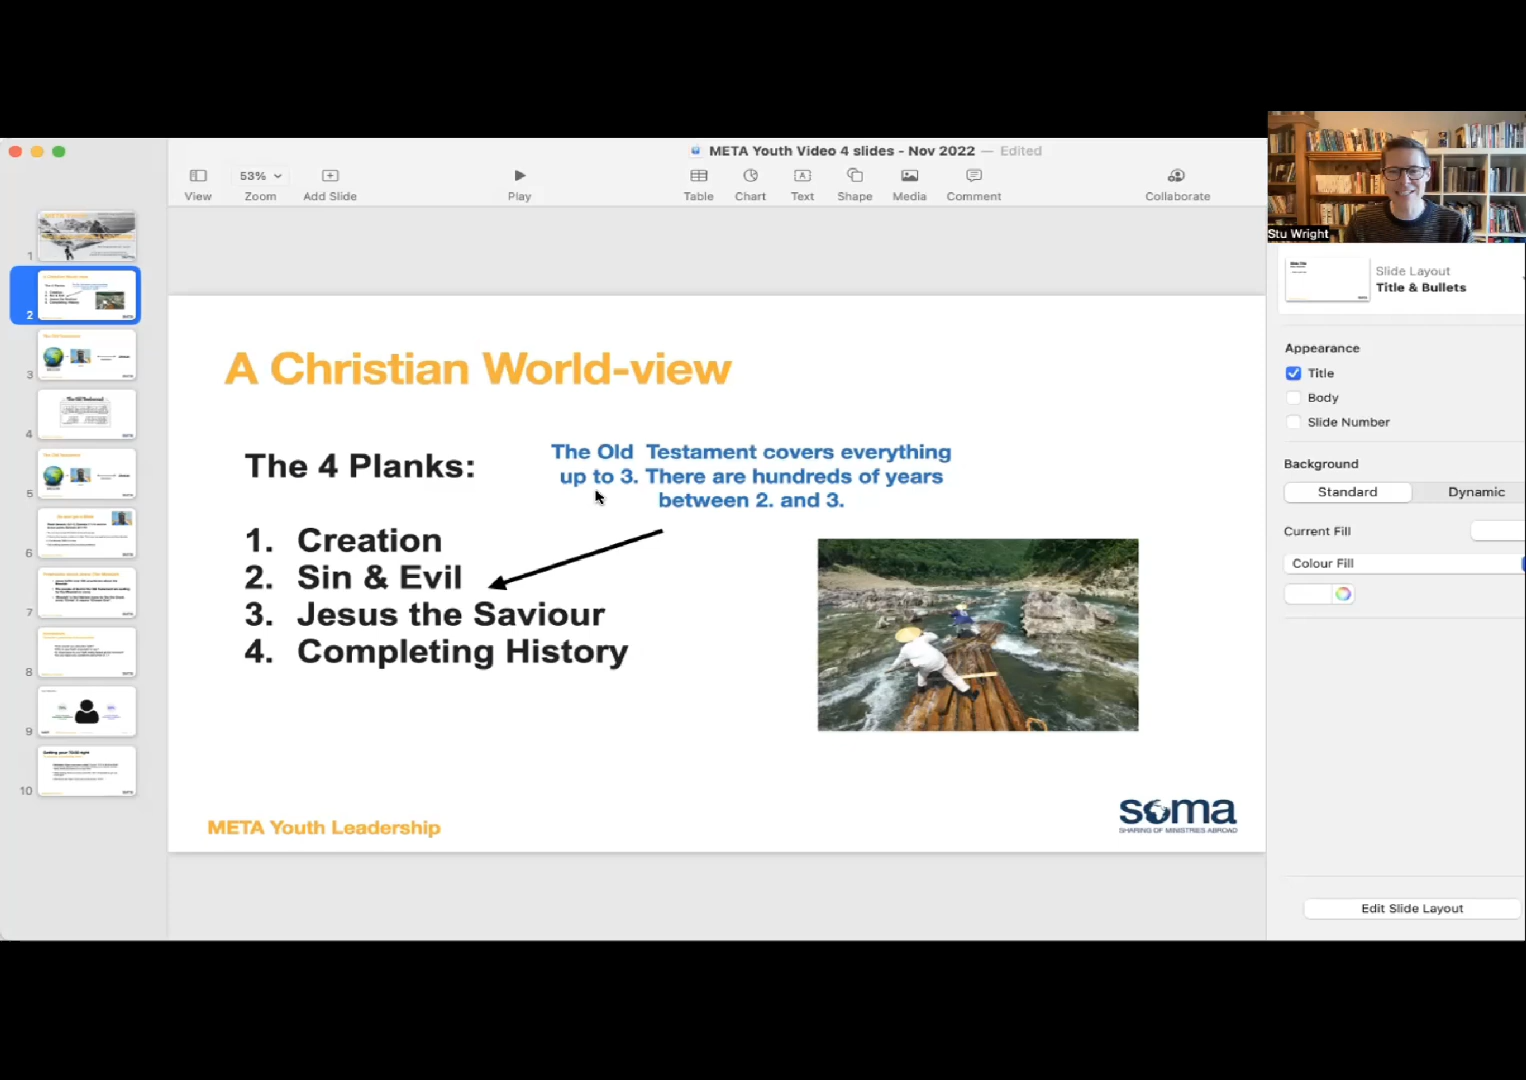 META Youth Video 4 slides - Nov 2022 — Edited
53%
View
Zoom
Add Slide
Play
Table
Chart
Text
Shape
Media
Comment
Collaborate
Stu Wright
1
2
3
4
5
6
7
8
9
10
A Christian World-view
The 4 Planks:
The Old Testament covers everything
up to 3. There are hundreds of years
between 2. and 3.
1. Creation
2. Sin & Evil
3. Jesus the Saviour
4. Completing History
META Youth Leadership
soma
SHARING OF MINISTRIES ABROAD
Slide Layout
Title & Bullets
Appearance
Title
Body
Slide Number
Background
Standard
Dynamic
Current Fill
Colour Fill
Edit Slide Layout